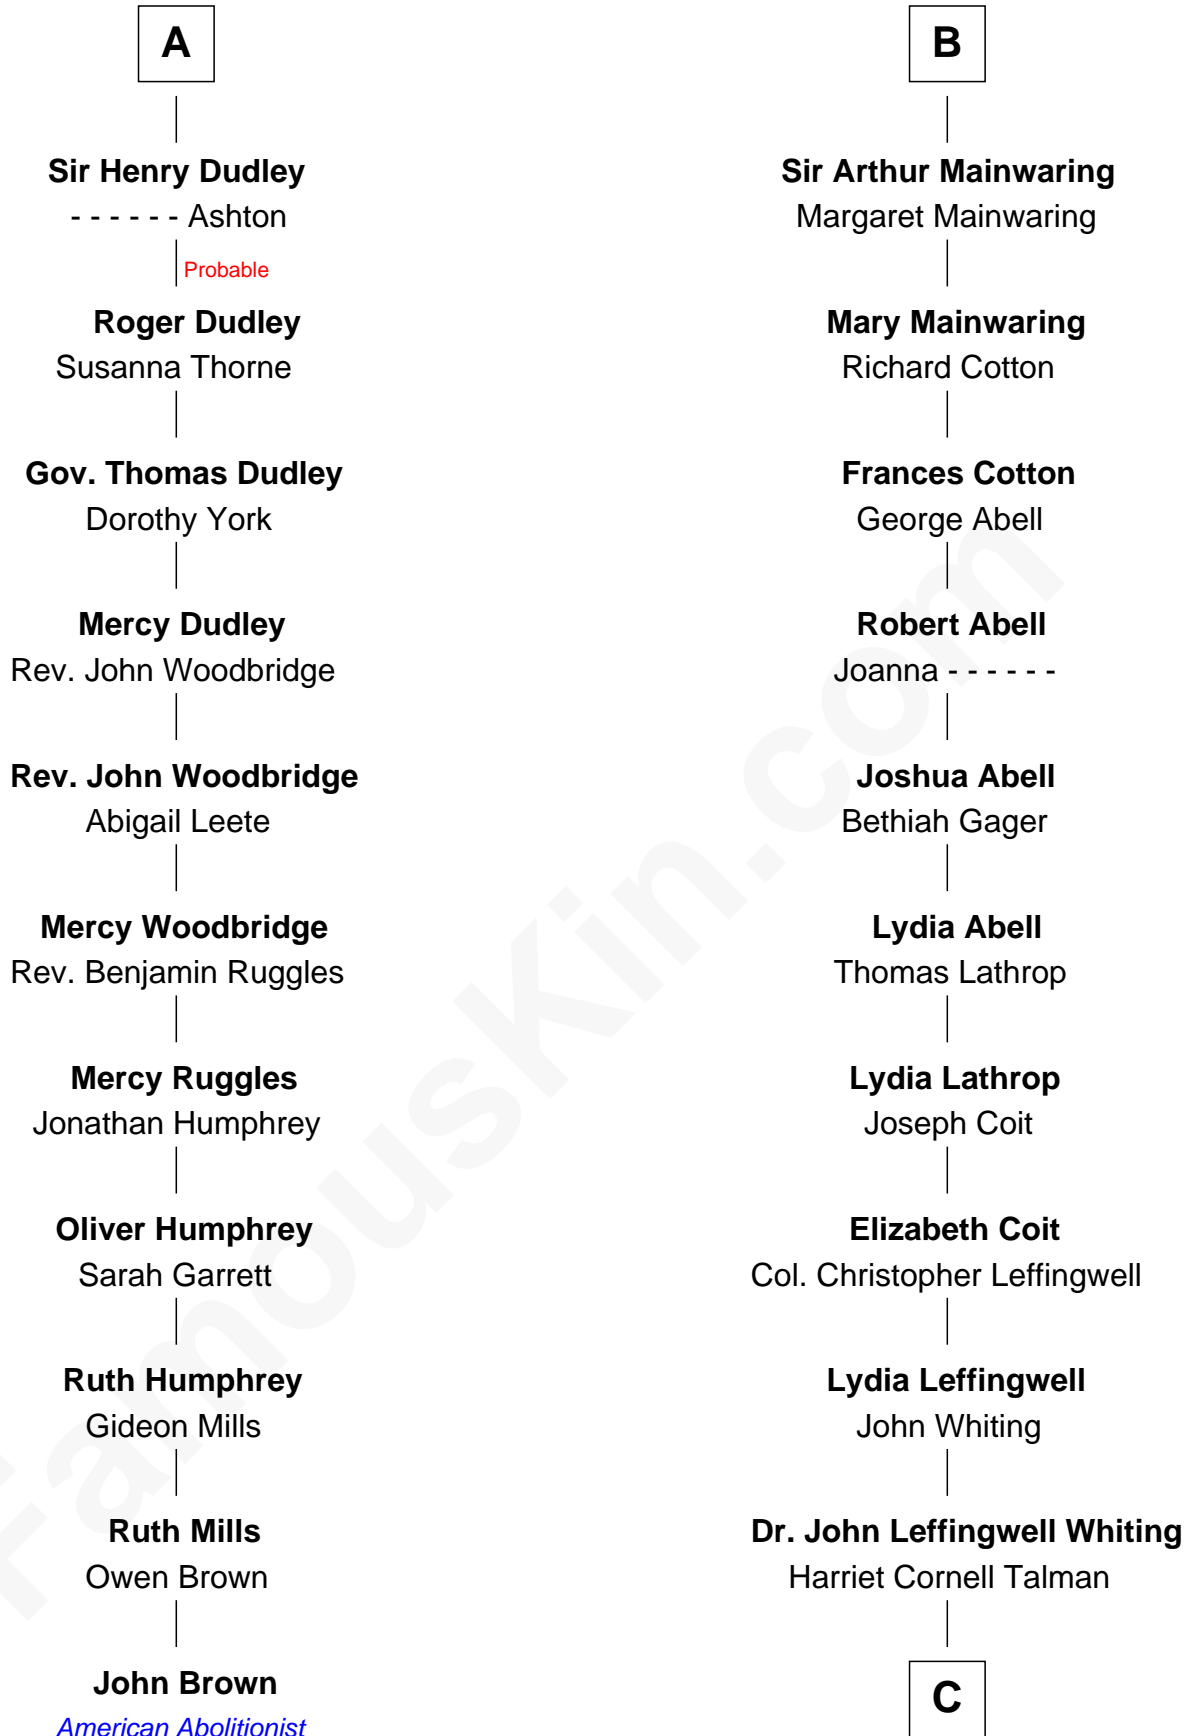 A
Sir Henry Dudley
- - - - - - Ashton
Probable
Roger Dudley
Susanna Thorne
Gov. Thomas Dudley
Dorothy York
Mercy Dudley
Rev. John Woodbridge
Rev. John Woodbridge
Abigail Leete
Mercy Woodbridge
Rev. Benjamin Ruggles
Mercy Ruggles
Jonathan Humphrey
Oliver Humphrey
Sarah Garrett
Ruth Humphrey
Gideon Mills
Ruth Mills
Owen Brown
John Brown
American Abolitionist
B
Sir Arthur Mainwaring
Margaret Mainwaring
Mary Mainwaring
Richard Cotton
Frances Cotton
George Abell
Robert Abell
Joanna - - - - - -
Joshua Abell
Bethiah Gager
Lydia Abell
Thomas Lathrop
Lydia Lathrop
Joseph Coit
Elizabeth Coit
Col. Christopher Leffingwell
Lydia Leffingwell
John Whiting
Dr. John Leffingwell Whiting
Harriet Cornell Talman
C
FamousKin.com